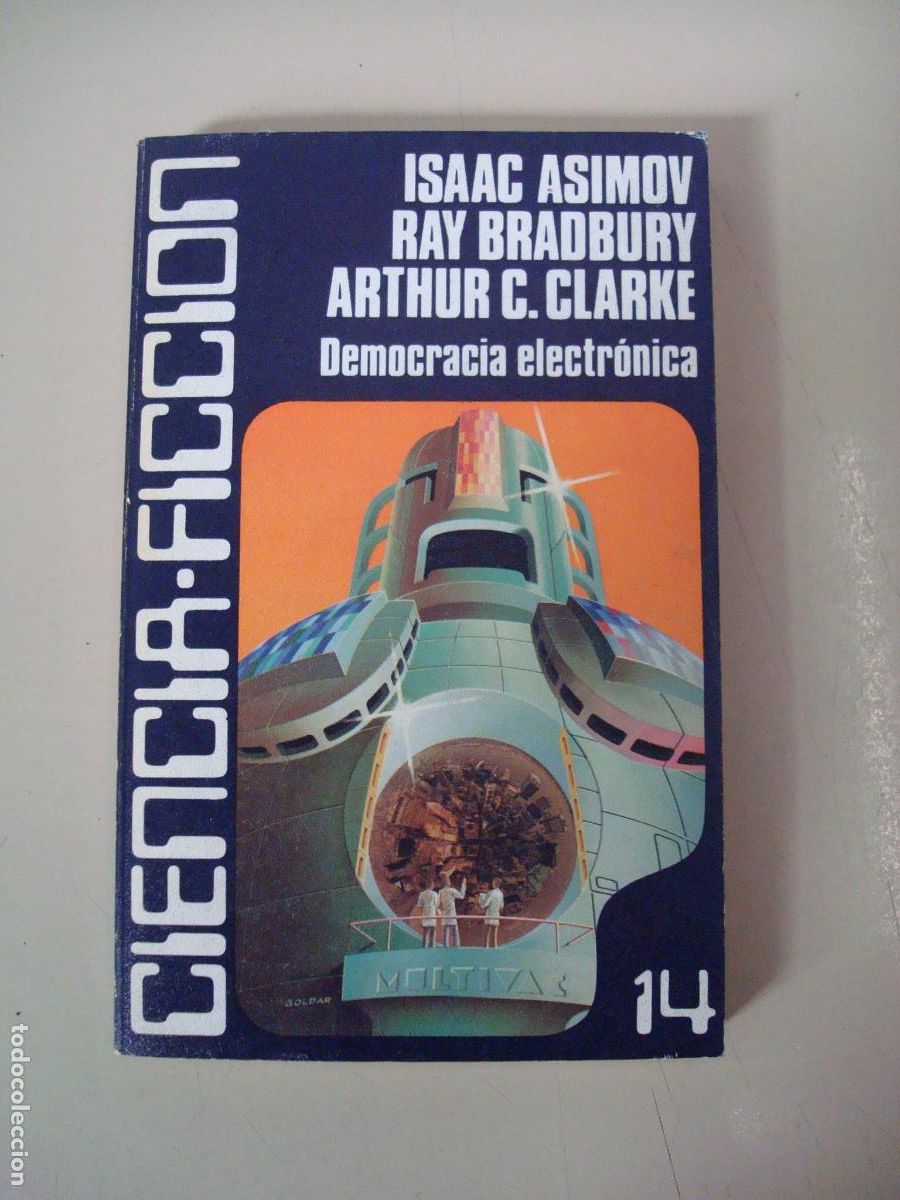 ISAAC ASIMOV
RAY BRADBURY
ARTHUR C. CLARKE
Democracia electrónica
CIENCIA-FICCION
MULTIVAC
GOLDAR
14
todocoleccion